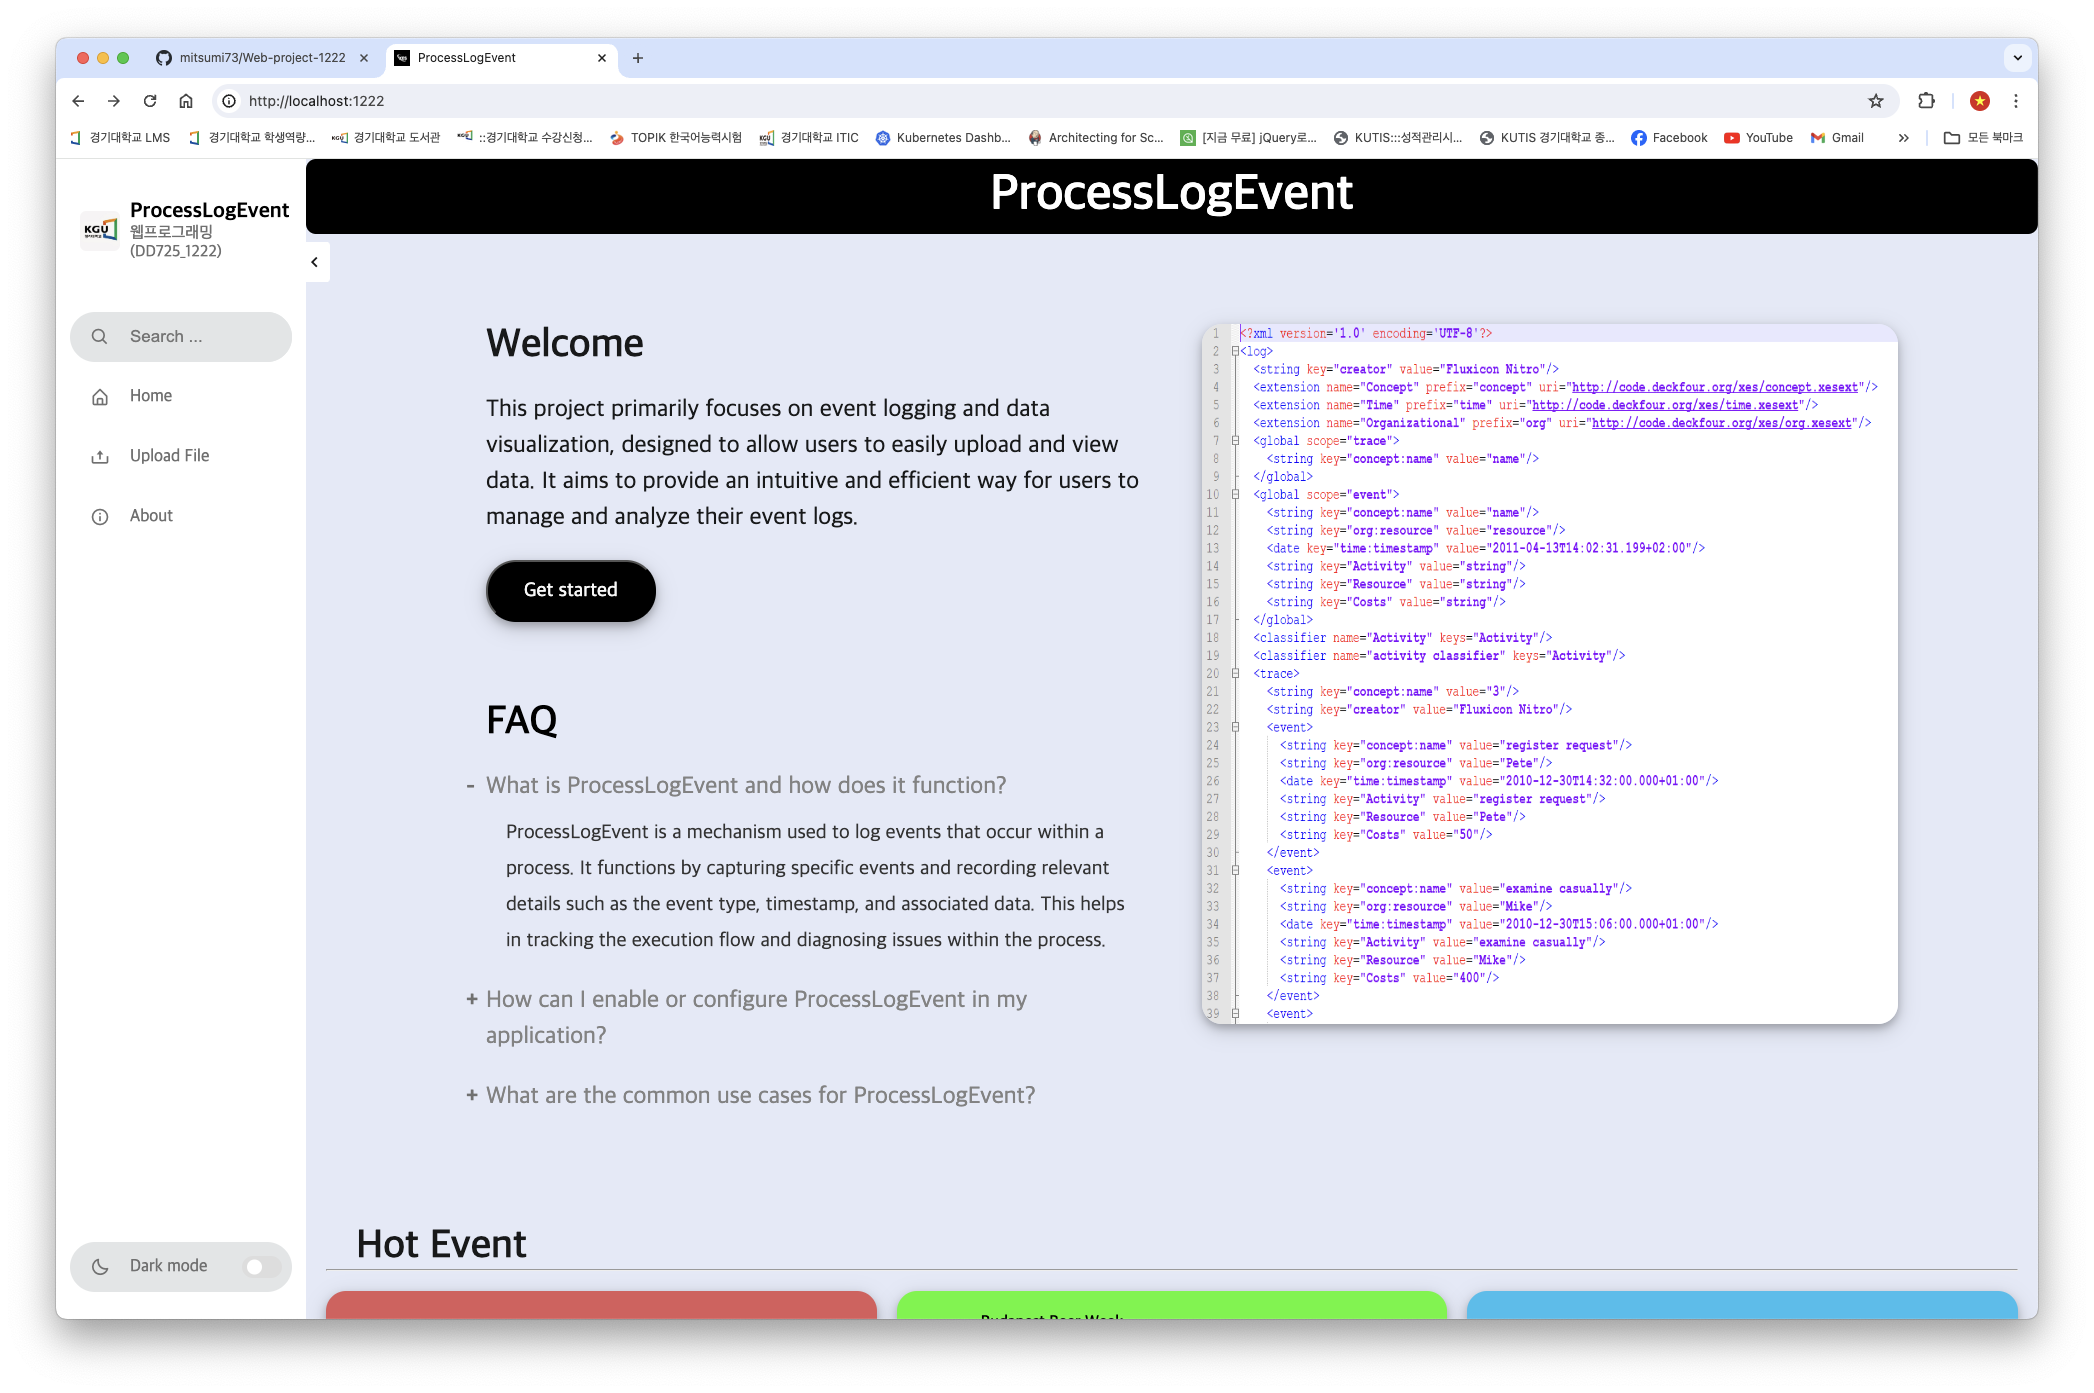 mitsumi73/Web-project-1222
ProcessLogEvent
http://localhost:1222
경기대학교 LMS
경기대학교 학생역량...
경기대학교 도서관
::경기대학교 수강신청...
TOPIK 한국어능력시험
경기대학교 ITIC
Kubernetes Dashb...
Architecting for Sc...
[지금 무료] jQuery로...
KUTIS:::성적관리시...
KUTIS 경기대학교 종...
Facebook
YouTube
Gmail
모든 북마크
KGU
ProcessLogEvent
웹프로그래밍
(DD725_1222)
Search ...
Home
Upload File
About
Dark mode
ProcessLogEvent
Welcome
This project primarily focuses on event logging and data
visualization, designed to allow users to easily upload and view
data. It aims to provide an intuitive and efficient way for users to
manage and analyze their event logs.
Get started
FAQ
- What is ProcessLogEvent and how does it function?
ProcessLogEvent is a mechanism used to log events that occur within a
process. It functions by capturing specific events and recording relevant
details such as the event type, timestamp, and associated data. This helps
in tracking the execution flow and diagnosing issues within the process.
+ How can I enable or configure ProcessLogEvent in my
application?
+ What are the common use cases for ProcessLogEvent?
1 <?xml version='1.0' encoding='UTF-8'?>
2 <log>
3 <string key="creator" value="Fluxicon Nitro"/>
4 <extension name="Concept" prefix="concept" uri="http://code.deckfour.org/xes/concept.xesext"/>
5 <extension name="Time" prefix="time" uri="http://code.deckfour.org/xes/time.xesext"/>
6 <extension name="Organizational" prefix="org" uri="http://code.deckfour.org/xes/org.xesext"/>
7 <global scope="trace">
8 <string key="concept:name" value="name"/>
9 </global>
10 <global scope="event">
11 <string key="concept:name" value="name"/>
12 <string key="org:resource" value="resource"/>
13 <date key="time:timestamp" value="2011-04-13T14:02:31.199+02:00"/>
14 <string key="Activity" value="string"/>
15 <string key="Resource" value="string"/>
16 <string key="Costs" value="string"/>
17 </global>
18 <classifier name="Activity" keys="Activity"/>
19 <classifier name="activity classifier" keys="Activity"/>
20 <trace>
21 <string key="concept:name" value="3"/>
22 <string key="creator" value="Fluxicon Nitro"/>
23 <event>
24 <string key="concept:name" value="register request"/>
25 <string key="org:resource" value="Pete"/>
26 <date key="time:timestamp" value="2010-12-30T14:32:00.000+01:00"/>
27 <string key="Activity" value="register request"/>
28 <string key="Resource" value="Pete"/>
29 <string key="Costs" value="50"/>
30 </event>
31 <event>
32 <string key="concept:name" value="examine casually"/>
33 <string key="org:resource" value="Mike"/>
34 <date key="time:timestamp" value="2010-12-30T15:06:00.000+01:00"/>
35 <string key="Activity" value="examine casually"/>
36 <string key="Resource" value="Mike"/>
37 <string key="Costs" value="400"/>
38 </event>
39 <event>
Hot Event
Budapest Beer Week